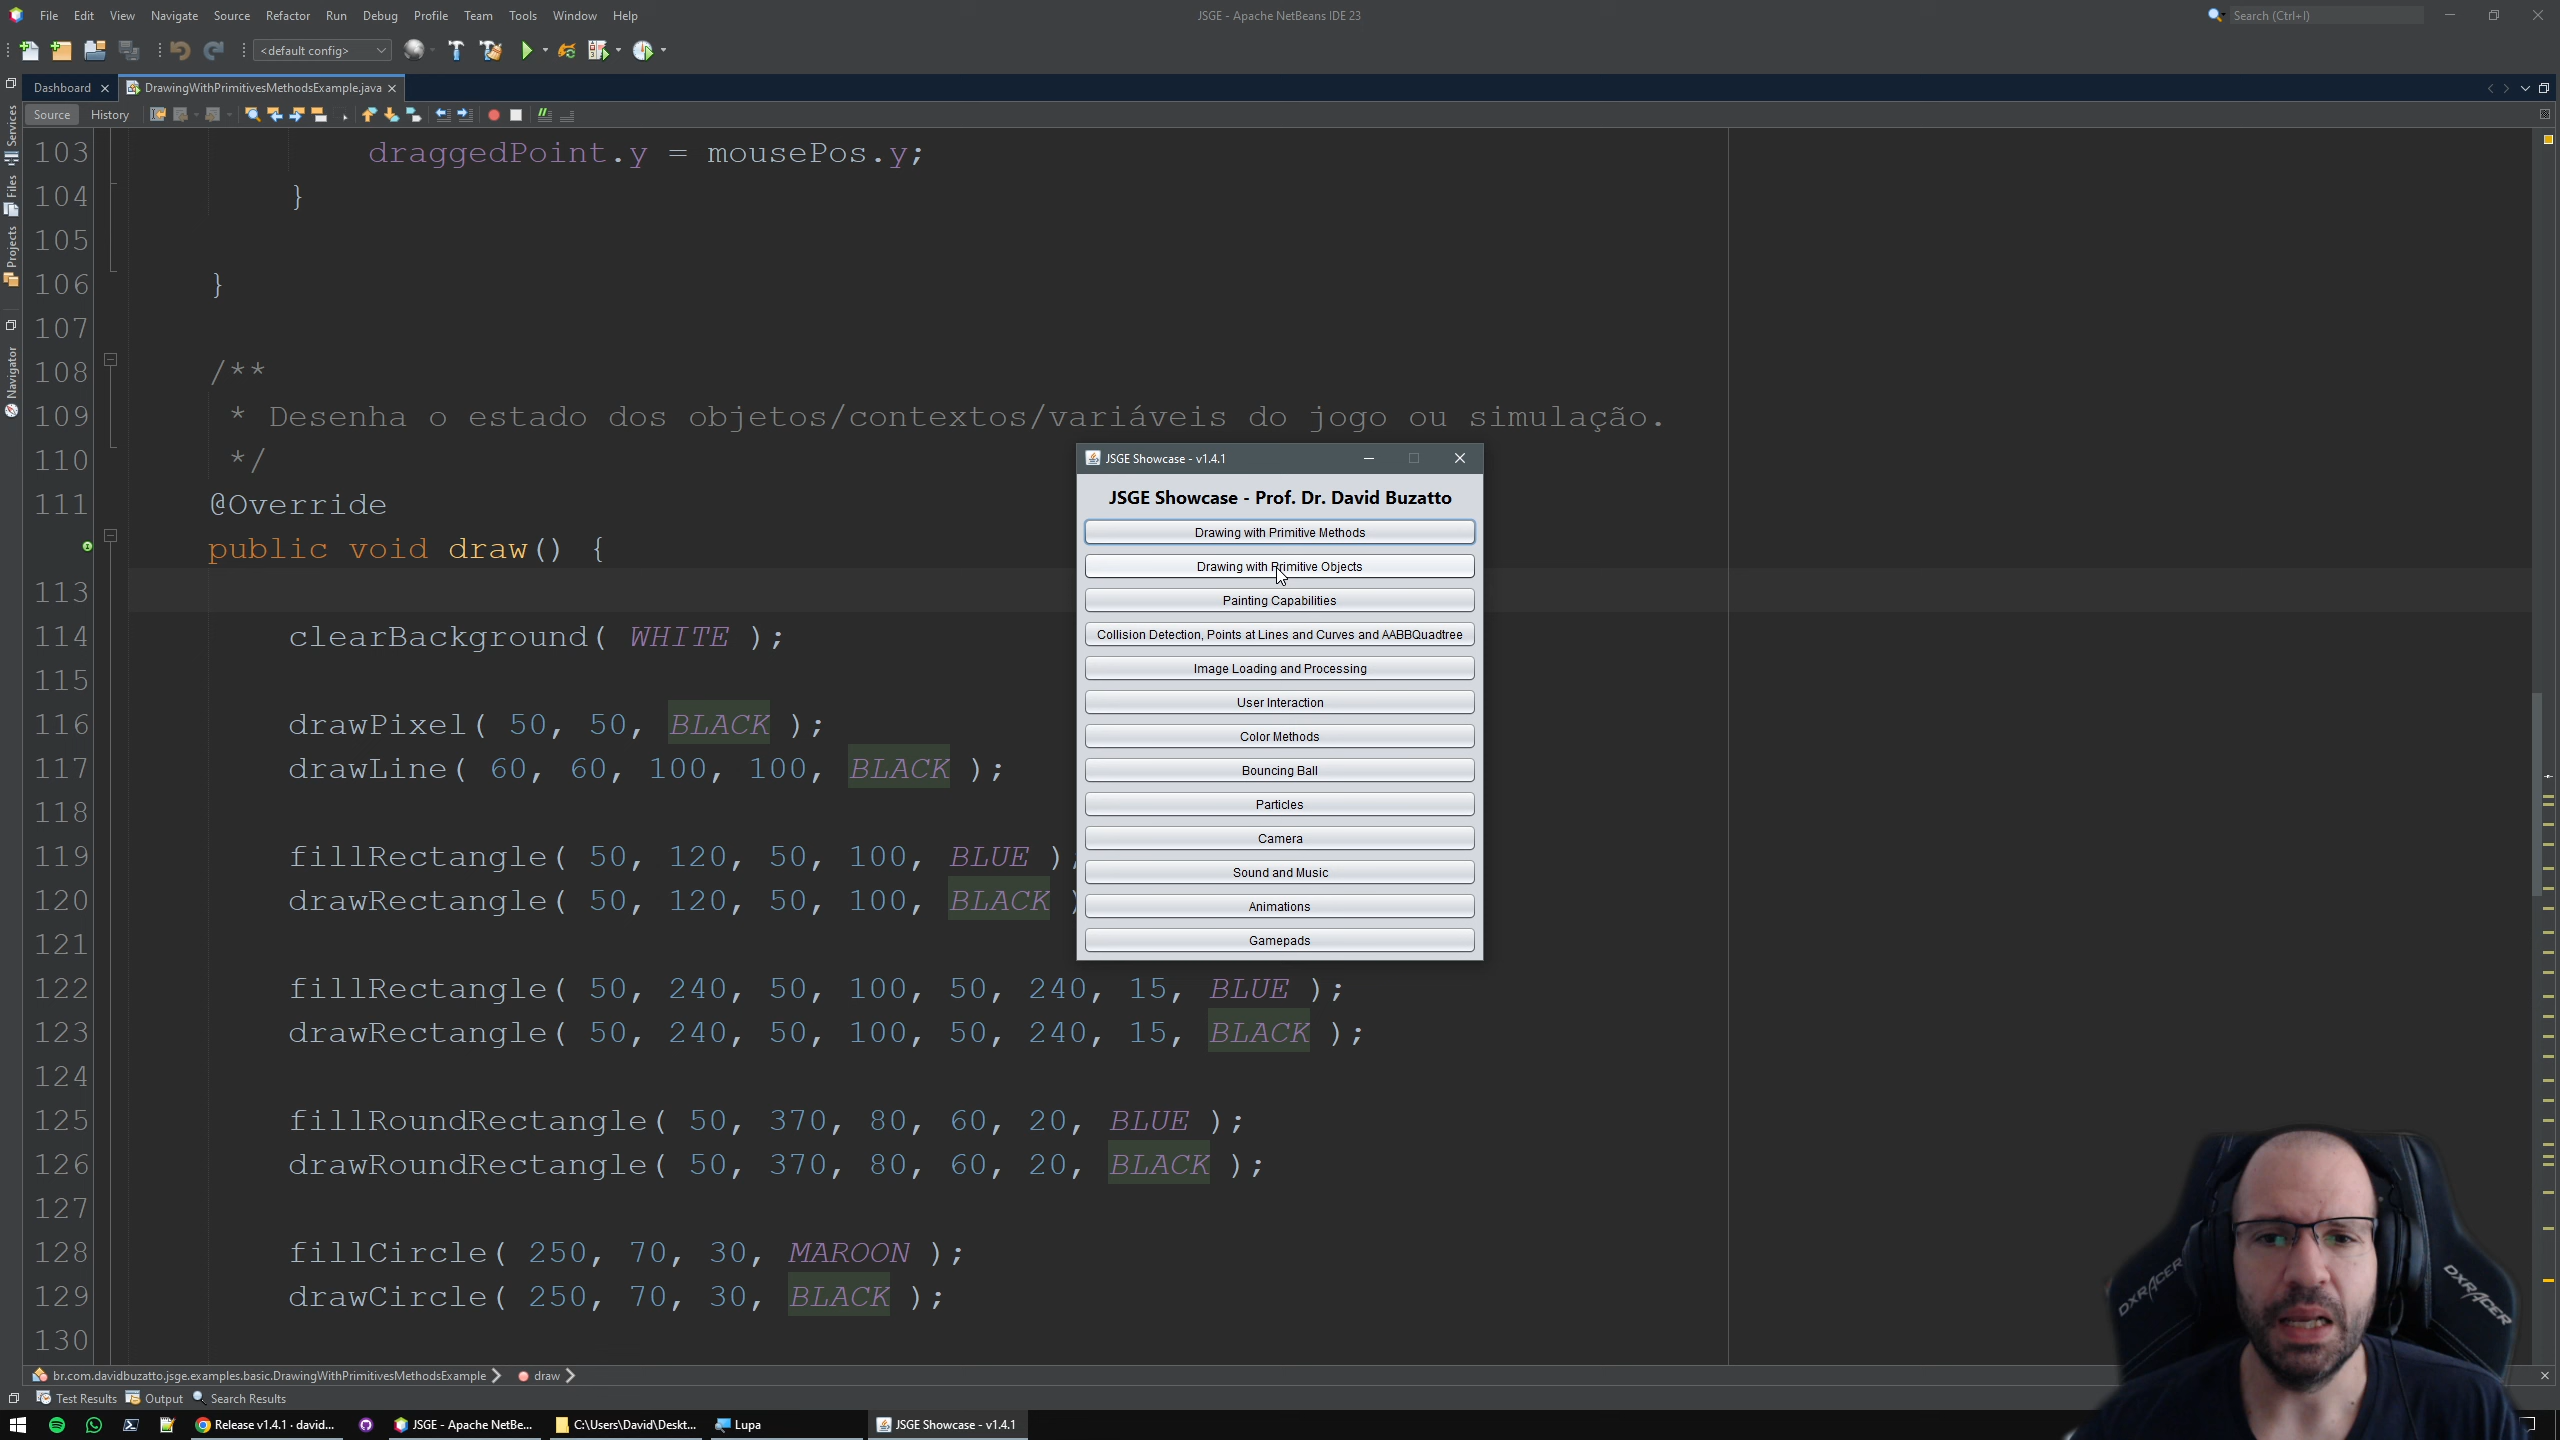 File Edit View Navigate Source Refactor Run Debug Profile Team Tools Window Help
JSGE - Apache NetBeans IDE 23
Search (Ctrl+I)
<default config>
Dashboard
DrawingWithPrimitivesMethodsExample.java
Source History
Services
Files
Projects
Navigator
103 draggedPoint.y = mousePos.y;
104 }
105
106 }
107
108 /**
109 * Desenha o estado dos objetos/contextos/variáveis do jogo ou simulação.
110 */
111 @Override
public void draw() {
113
114 clearBackground( WHITE );
115
116 drawPixel( 50, 50, BLACK );
117 drawLine( 60, 60, 100, 100, BLACK );
118
119 fillRectangle( 50, 120, 50, 100, BLUE );
120 drawRectangle( 50, 120, 50, 100, BLACK )
121
122 fillRectangle( 50, 240, 50, 100, 50, 240, 15, BLUE );
123 drawRectangle( 50, 240, 50, 100, 50, 240, 15, BLACK );
124
125 fillRoundRectangle( 50, 370, 80, 60, 20, BLUE );
126 drawRoundRectangle( 50, 370, 80, 60, 20, BLACK );
127
128 fillCircle( 250, 70, 30, MAROON );
129 drawCircle( 250, 70, 30, BLACK );
130
JSGE Showcase - v1.4.1
JSGE Showcase - Prof. Dr. David Buzatto
Drawing with Primitive Methods
Drawing with Primitive Objects
Painting Capabilities
Collision Detection, Points at Lines and Curves and AABBQuadtree
Image Loading and Processing
User Interaction
Color Methods
Bouncing Ball
Particles
Camera
Sound and Music
Animations
Gamepads
DXRACER
DXRACER
br.com.davidbuzatto.jsge.examples.basic.DrawingWithPrimitivesMethodsExample draw
Test Results Output Search Results
Release v1.4.1 · david...
JSGE - Apache NetBe...
C:\Users\David\Deskt...
Lupa
JSGE Showcase - v1.4.1